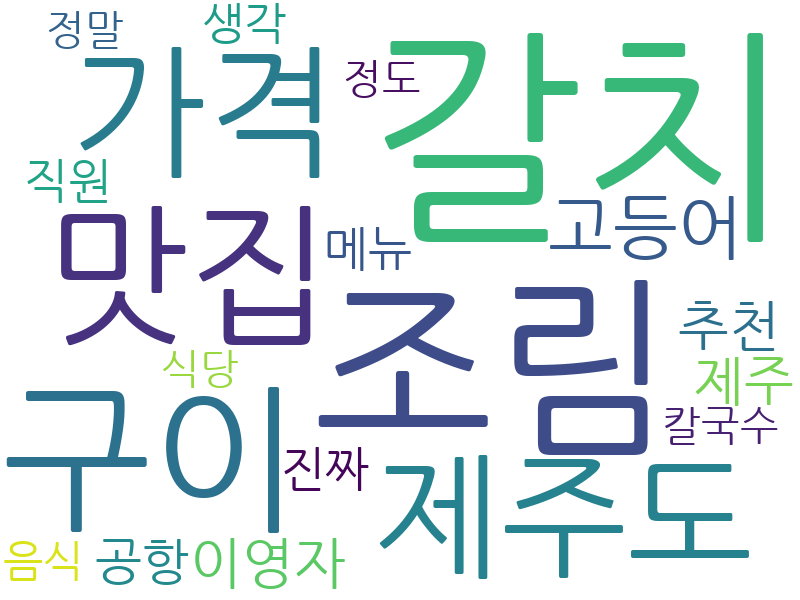 정말
생각
가격
정도
갈치
직원
맛집
메뉴
고등어
조림
추천
식당
제주
구이
진짜
칼국수
제주도
음식
공항
이영자